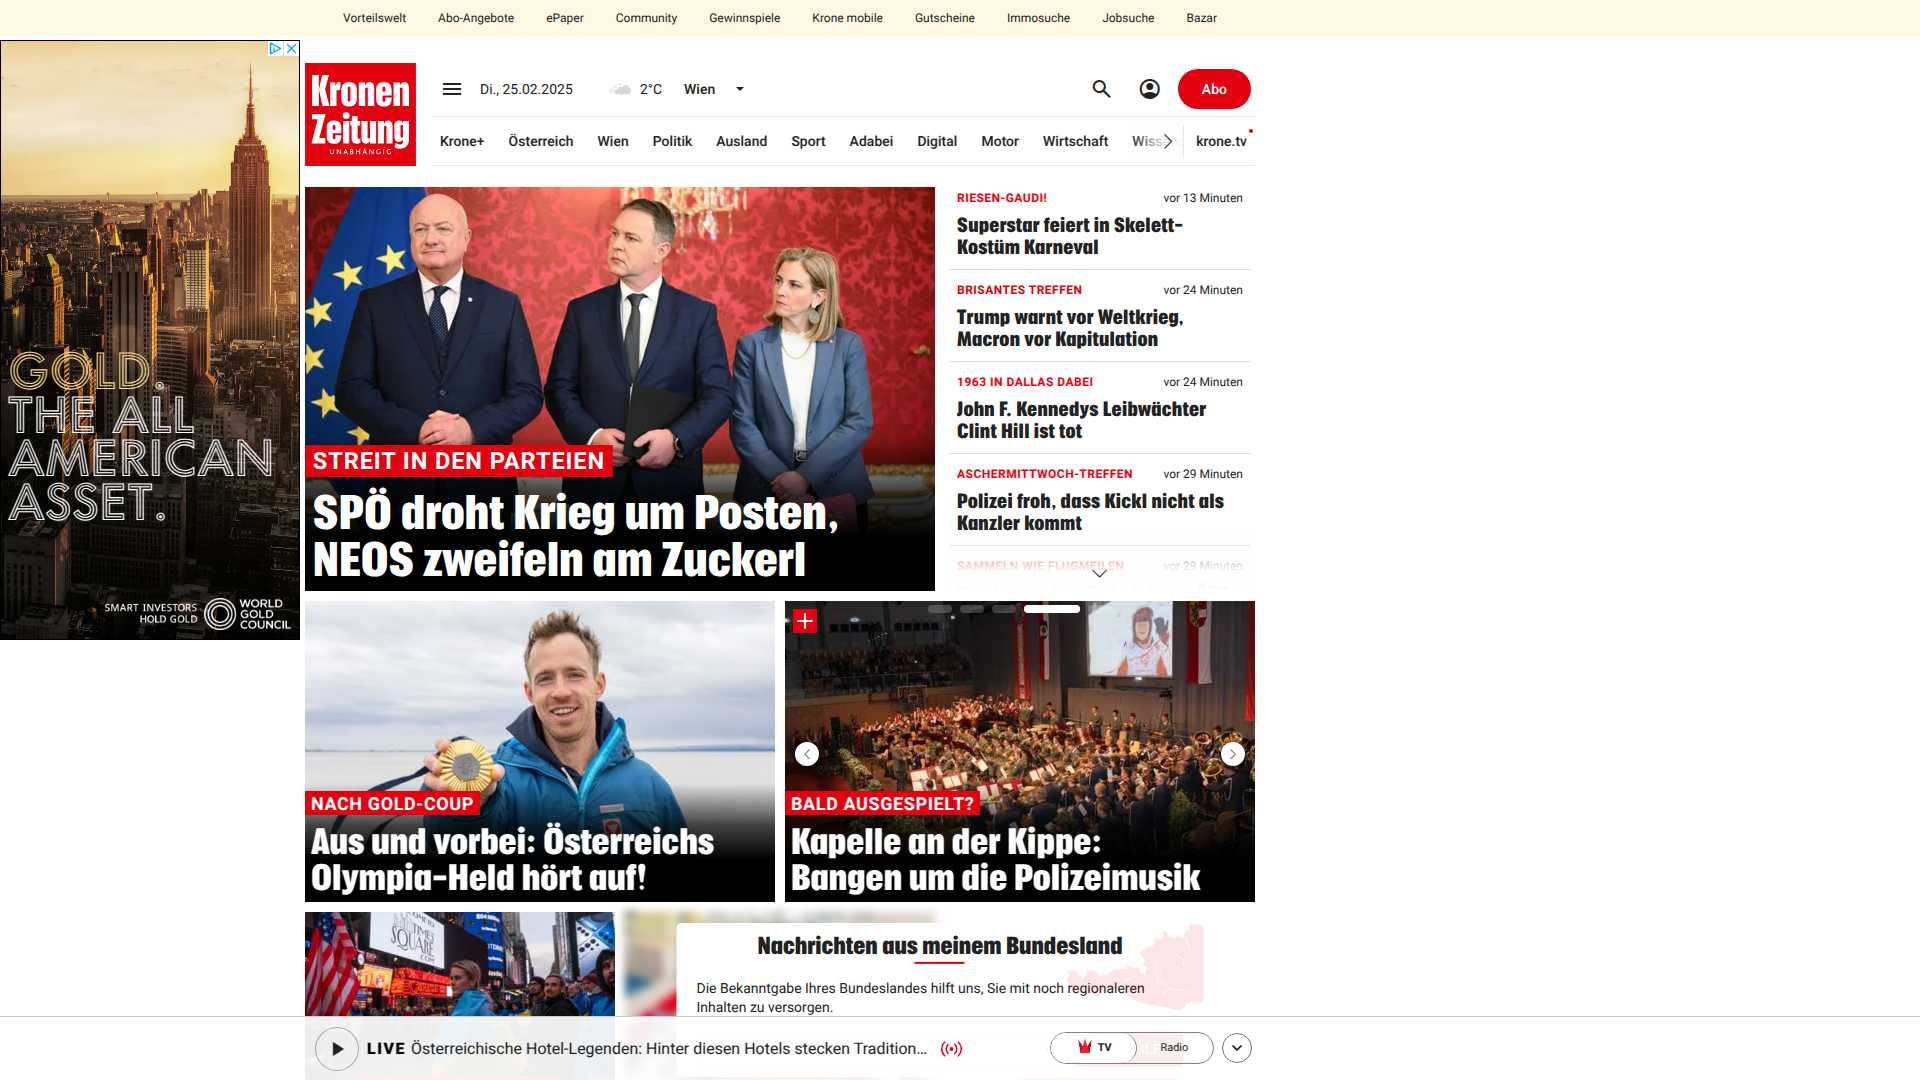 Vorteilswelt Abo-Angebote ePaper Community Gewinnspiele Krone mobile Gutscheine Immosuche Jobsuche Bazar
Kronen
Zeitung
UNABHÄNGIG
Di., 25.02.2025 2°C Wien
Abo
Krone+ Österreich Wien Politik Ausland Sport Adabei Digital Motor Wirtschaft krone.tv
GOLD.
THE ALL
AMERICAN
ASSET.
SMART INVESTORS
HOLD GOLD
WORLD
GOLD
COUNCIL
STREIT IN DEN PARTEIEN
SPÖ droht Krieg um Posten,
NEOS zweifeln am Zuckerl
RIESEN-GAUDI! vor 13 Minuten
Superstar feiert in Skelett-
Kostüm Karneval
BRISANTES TREFFEN vor 24 Minuten
Trump warnt vor Weltkrieg,
Macron vor Kapitulation
1963 IN DALLAS DABEI vor 24 Minuten
John F. Kennedys Leibwächter
Clint Hill ist tot
ASCHERMITTWOCH-TREFFEN vor 29 Minuten
Polizei froh, dass Kickl nicht als
Kanzler kommt
SAMMELN WIE FLUGMEILEN vor 29 Minuten
NACH GOLD-COUP
Aus und vorbei: Österreichs
Olympia-Held hört auf!
BALD AUSGESPIELT?
Kapelle an der Kippe:
Bangen um die Polizeimusik
TIMES
SQUARE
.COM
Nachrichten aus meinem Bundesland
Die Bekanntgabe Ihres Bundeslandes hilft uns, Sie mit noch regionaleren
Inhalten zu versorgen.
LIVE Österreichische Hotel-Legenden: Hinter diesen Hotels stecken Tradition...
TV Radio